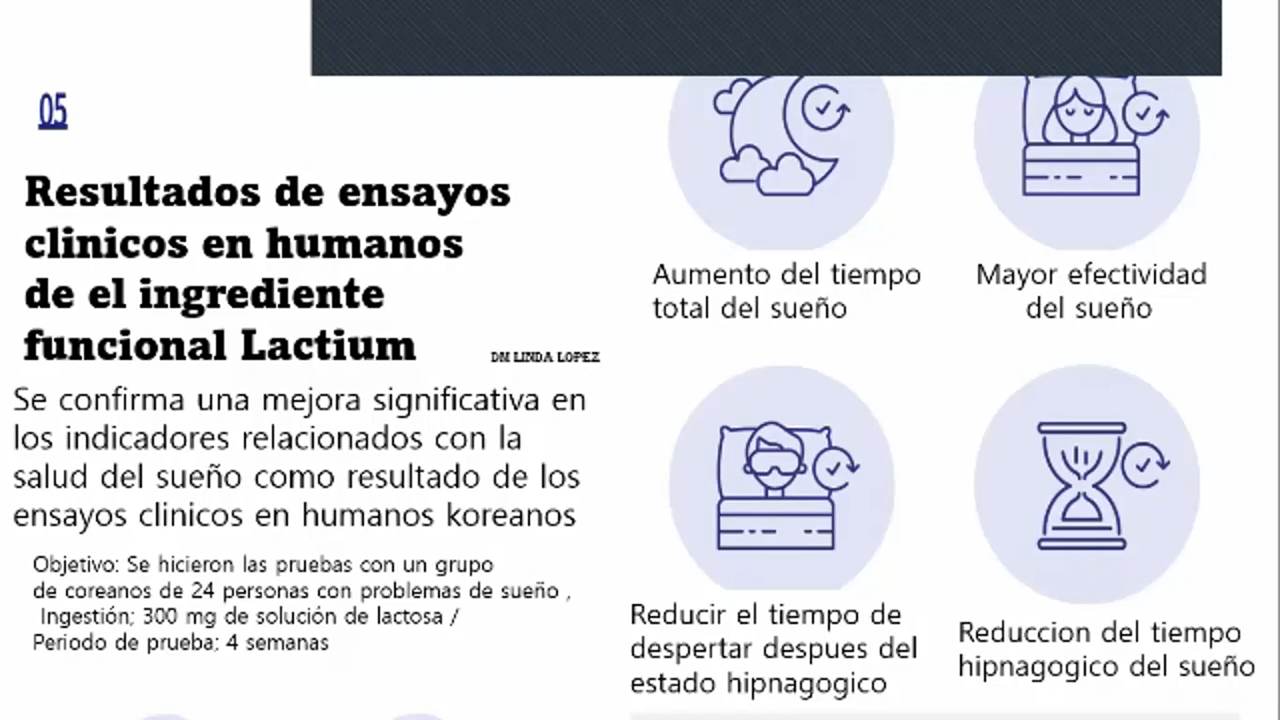 05
Resultados de ensayos
clinicos en humanos
de el ingrediente
funcional Lactium
DM LINDA LOPEZ
Se confirma una mejora significativa en
los indicadores relacionados con la
salud del sueño como resultado de los
ensayos clinicos en humanos koreanos
Objetivo: Se hicieron las pruebas con un grupo
de coreanos de 24 personas con problemas de sueño ,
Ingestión; 300 mg de solución de lactosa /
Periodo de prueba; 4 semanas
Aumento del tiempo
total del sueño
Mayor efectividad
del sueño
Reducir el tiempo de
despertar despues del
estado hipnagogico
Reduccion del tiempo
hipnagogico del sueño